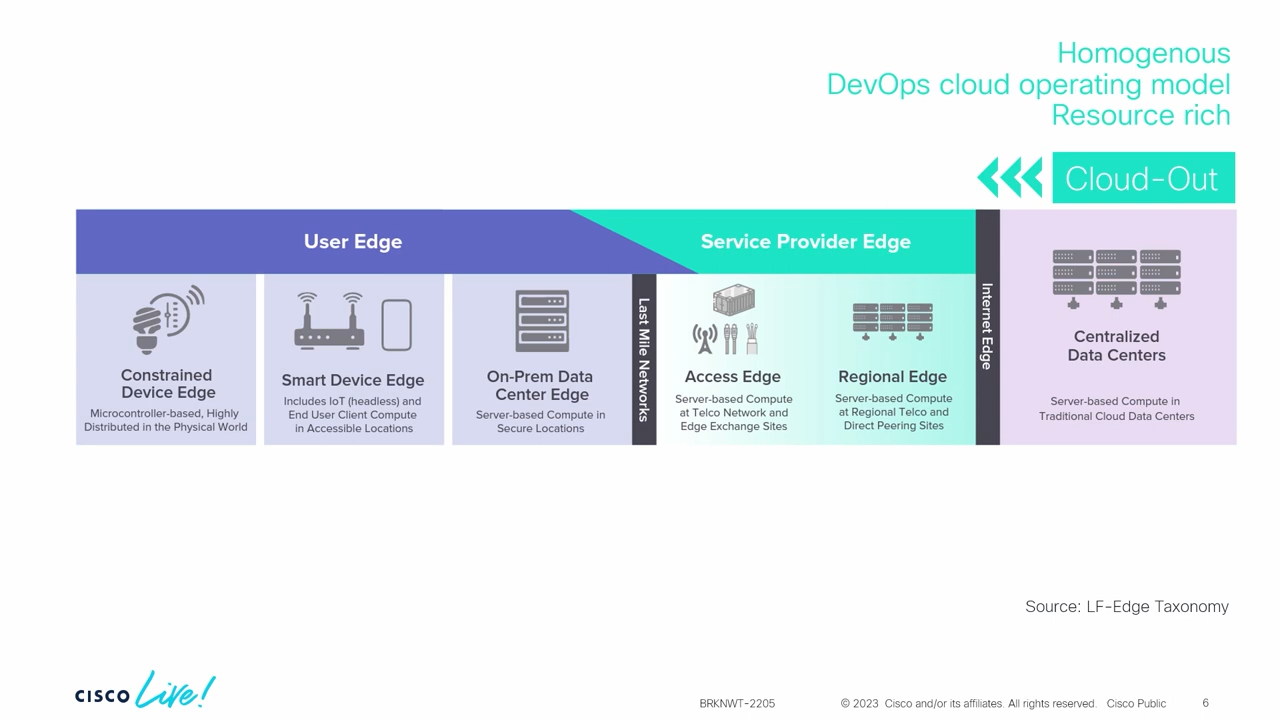 Homogenous
DevOps cloud operating model
Resource rich
Cloud-Out
User Edge
Service Provider Edge
Constrained
Device Edge
Microcontroller-based, Highly
Distributed in the Physical World
Smart Device Edge
Includes IoT (headless) and
End User Client Compute
in Accessible Locations
On-Prem Data
Center Edge
Server-based Compute in
Secure Locations
Last Mile Networks
Access Edge
Server-based Compute
at Telco Network and
Edge Exchange Sites
Regional Edge
Server-based Compute
at Regional Telco and
Direct Peering Sites
Internet Edge
Centralized
Data Centers
Server-based Compute in
Traditional Cloud Data Centers
Source: LF-Edge Taxonomy
CISCO Live!
BRKNWT-2205
© 2023 Cisco and/or its affiliates. All rights reserved. Cisco Public
6